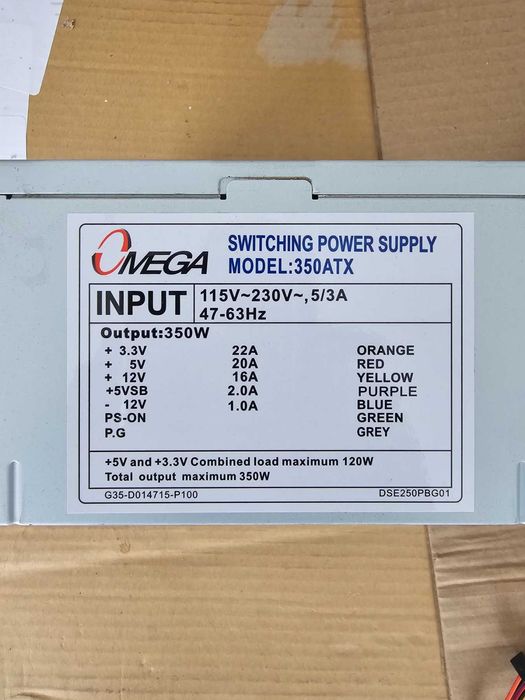 OMEGA
SWITCHING POWER SUPPLY
MODEL:350ATX
INPUT
115V~230V~,5/3A
47-63Hz
Output:350W
+ 3.3V 22A ORANGE
+ 5V 20A RED
+ 12V 16A YELLOW
+5VSB 2.0A PURPLE
- 12V 1.0A BLUE
PS-ON GREEN
P.G GREY
+5V and +3.3V Combined load maximum 120W
Total output maximum 350W
G35-D014715-P100 DSE250PBG01